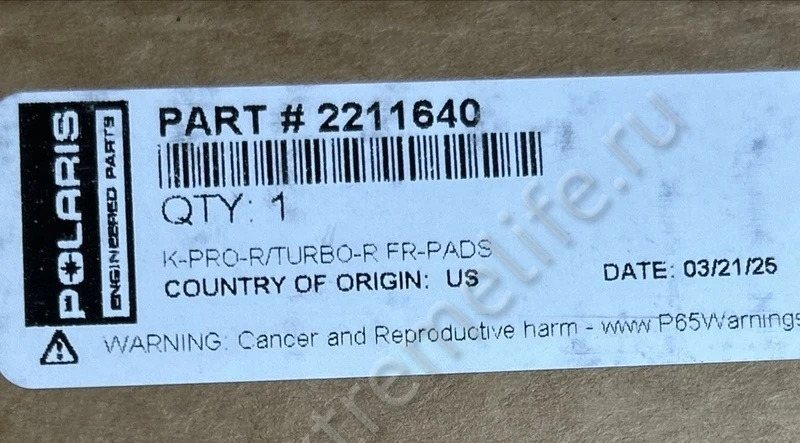 POLARIS
ENGINEERED PARTS
PART # 2211640
QTY: 1
K-PRO-R/TURBO-R FR-PADS
COUNTRY OF ORIGIN: US
DATE: 03/21/25
WARNING: Cancer and Reproductive harm - www P65Warnings
xtremelife.ru